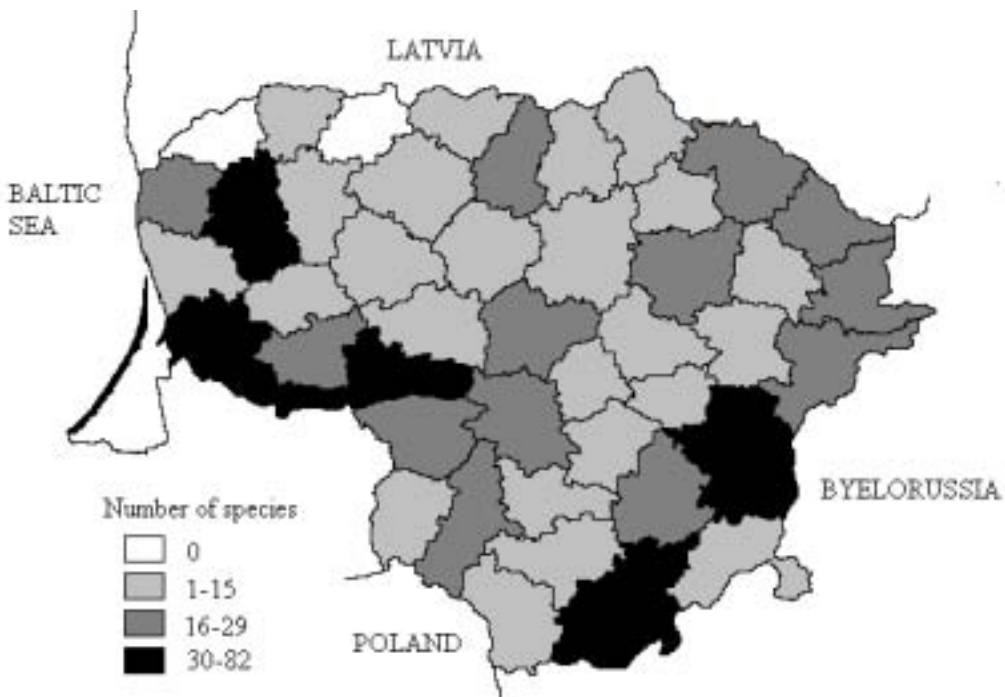 LATVIA
BALTIC
SEA
BYELORUSSIA
Number of species
0
1-15
16-29
30-82
POLAND